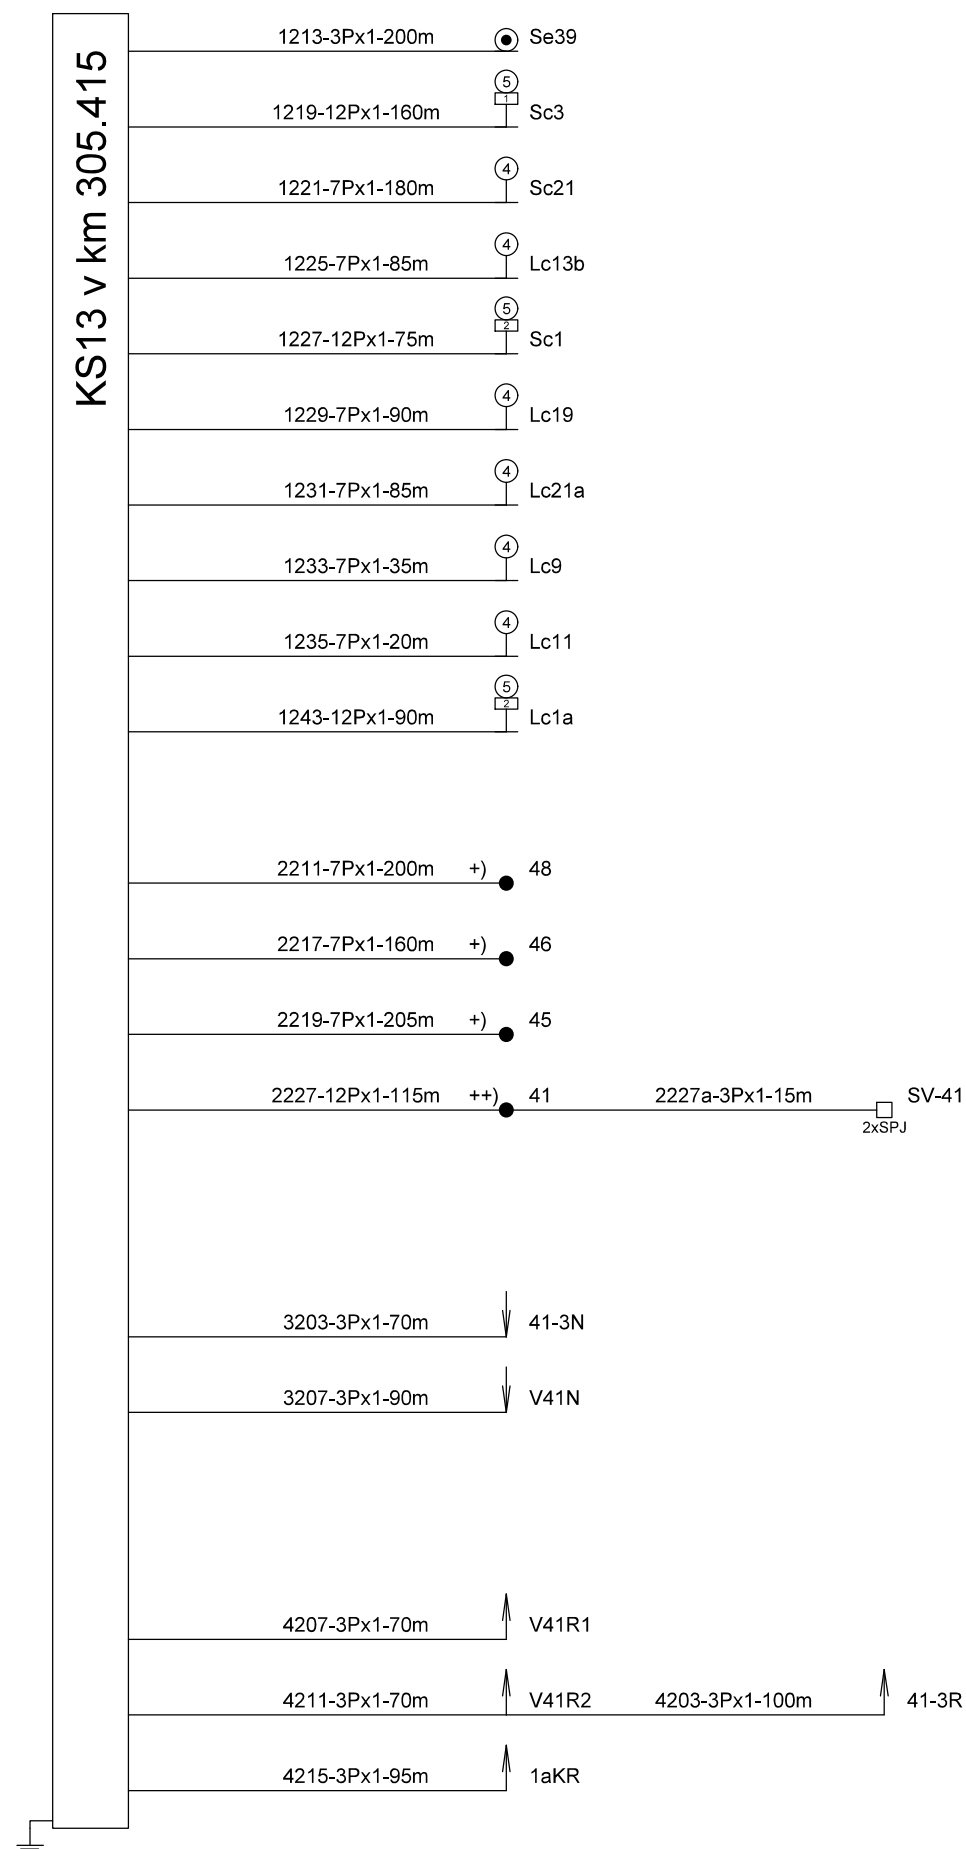 KS13 v km 305.415
1213-3Px1-200m Se39
5
1
1219-12Px1-160m Sc3
4
1221-7Px1-180m Sc21
4
1225-7Px1-85m Lc13b
5
2
1227-12Px1-75m Sc1
4
1229-7Px1-90m Lc19
4
1231-7Px1-85m Lc21a
4
1233-7Px1-35m Lc9
4
1235-7Px1-20m Lc11
5
2
1243-12Px1-90m Lc1a
2211-7Px1-200m +) 48
2217-7Px1-160m +) 46
2219-7Px1-205m +) 45
2227-12Px1-115m ++) 41 2227a-3Px1-15m SV-41
2xSPJ
3203-3Px1-70m 41-3N
3207-3Px1-90m V41N
4207-3Px1-70m V41R1
4211-3Px1-70m V41R2 4203-3Px1-100m 41-3R
4215-3Px1-95m 1aKR